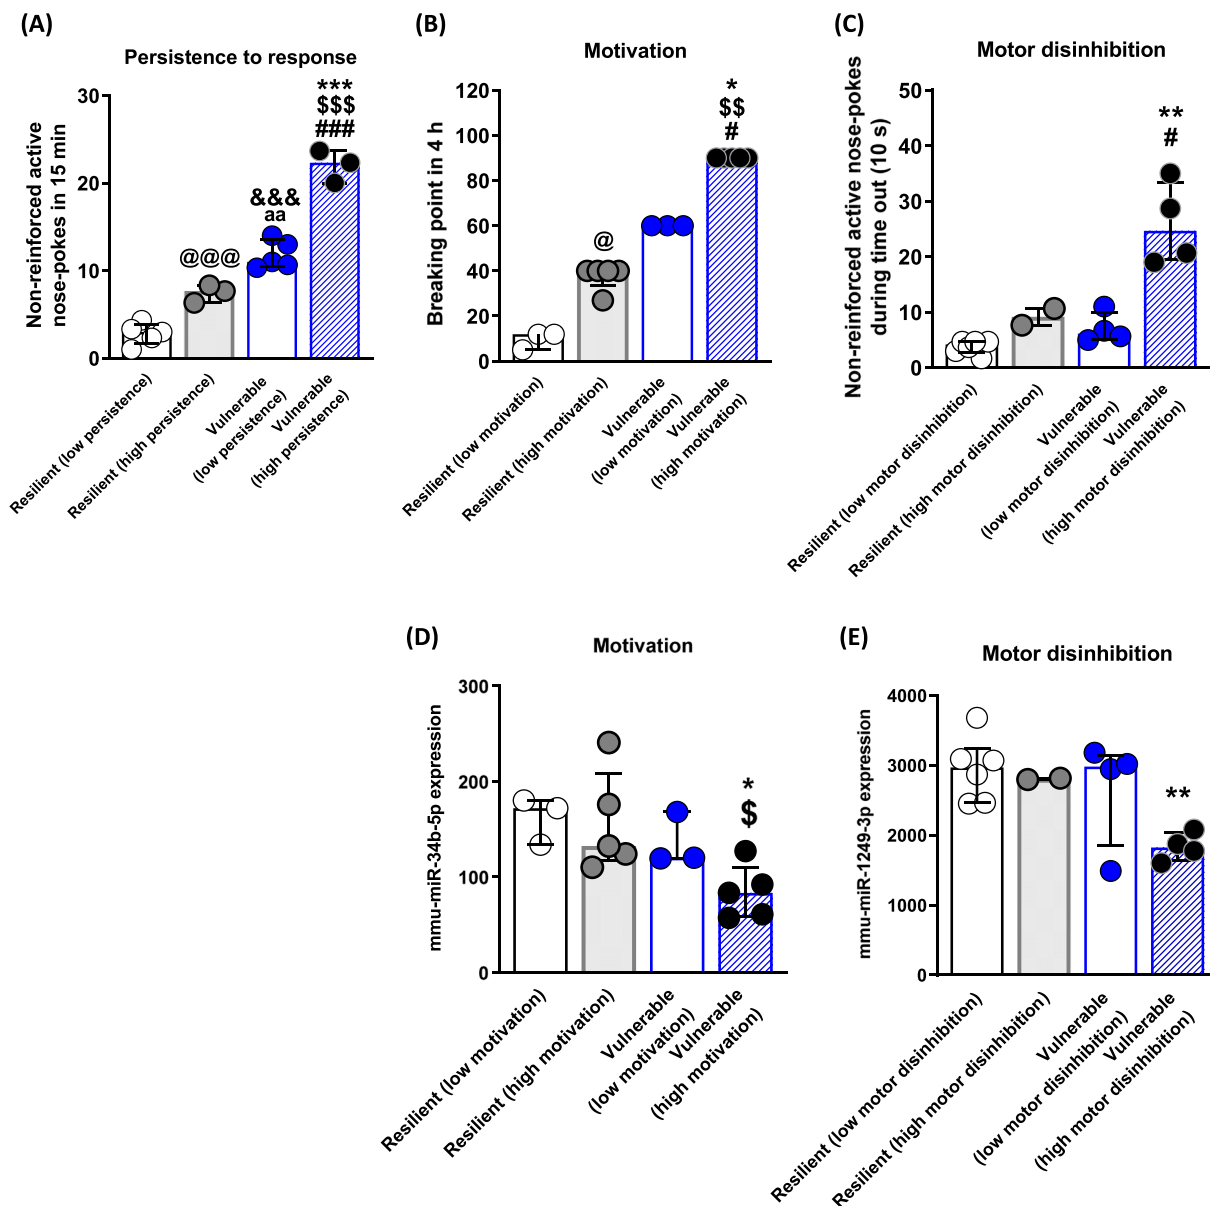 (A)
Persistence to response
Non-reinforced active
nose-pokes in 15 min
30
20
10
0
@@@
&&&
aa
***
$$$
###
Resilient (low persistence)
Resilient (high persistence)
Vulnerable
(low persistence)
Vulnerable
(high persistence)
(B)
Motivation
Breaking point in 4 h
120
100
80
60
40
20
0
@
*
$$
#
Resilient (low motivation)
Resilient (high motivation)
Vulnerable
(low motivation)
Vulnerable
(high motivation)
(C)
Motor disinhibition
Non-reinforced active nose-pokes
during time out (10 s)
50
40
30
20
10
0
**
#
Resilient (low motor disinhibition)
Resilient (high motor disinhibition)
Vulnerable
(low motor disinhibition)
Vulnerable
(high motor disinhibition)
(D)
Motivation
mmu-miR-34b-5p expression
300
200
100
0
*
$
Resilient (low motivation)
Resilient (high motivation)
Vulnerable
(low motivation)
Vulnerable
(high motivation)
(E)
Motor disinhibition
mmu-miR-1249-3p expression
4000
3000
2000
1000
0
**
Resilient (low motor disinhibition)
Resilient (high motor disinhibition)
Vulnerable
(low motor disinhibition)
Vulnerable
(high motor disinhibition)